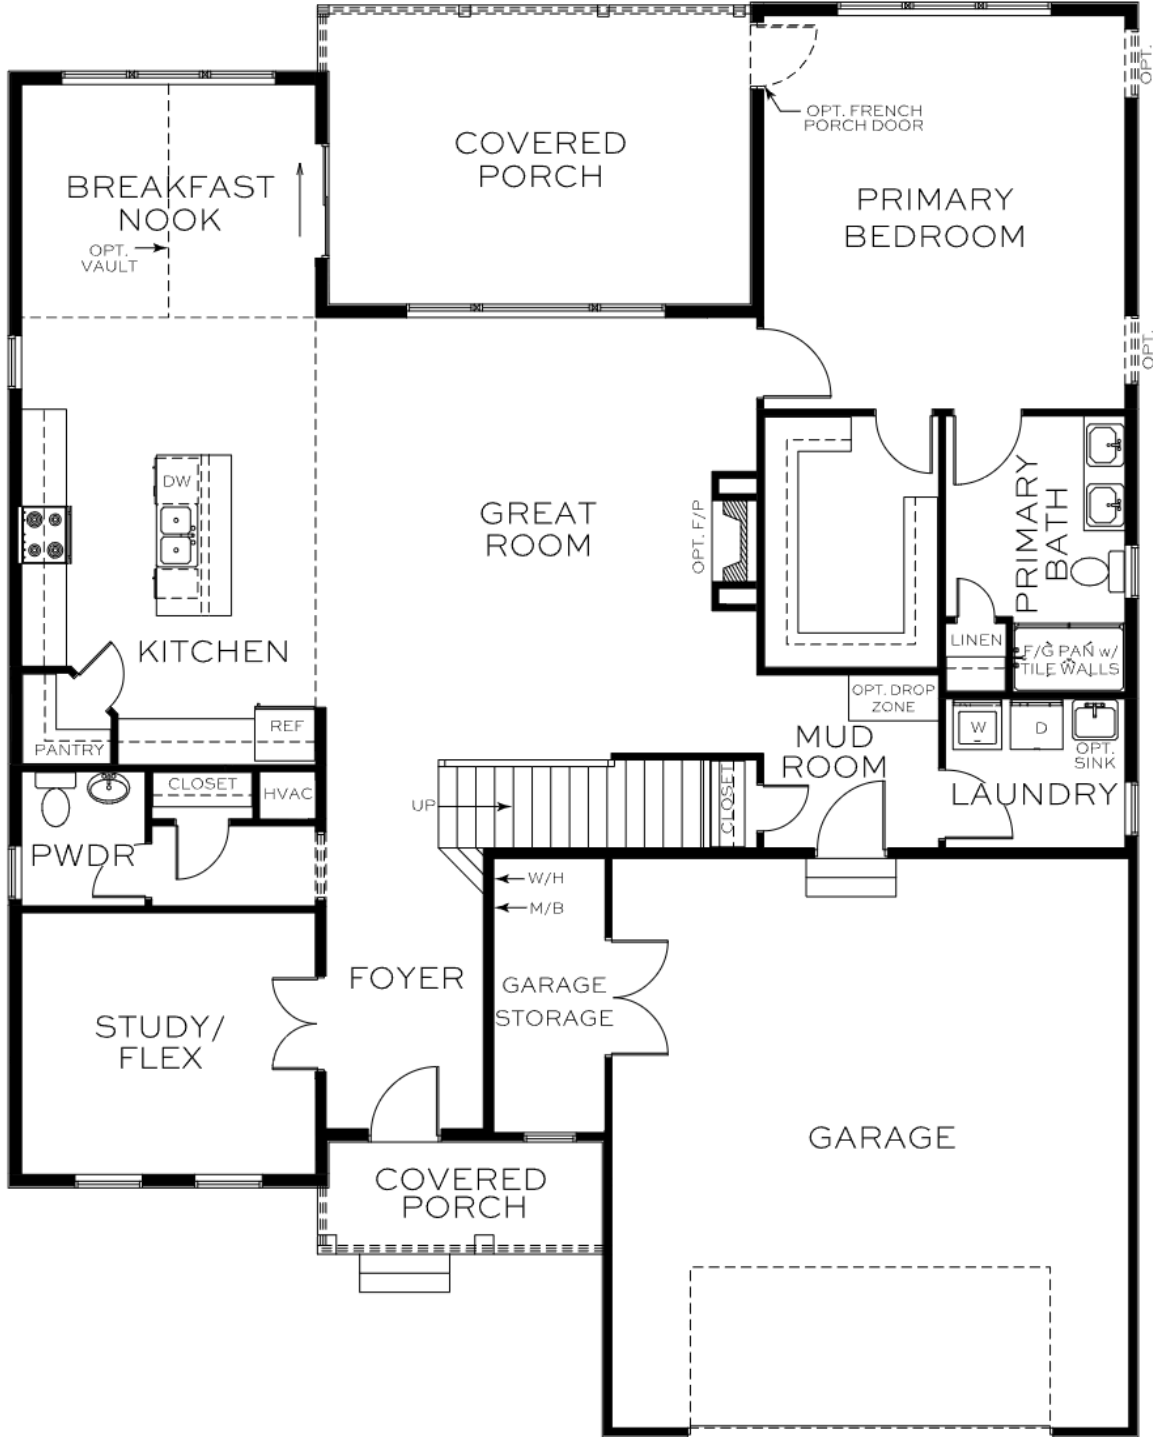 COVERED
PORCH
OPT.
OPT. FRENCH
PORCH DOOR
BREAKFAST
NOOK
OPT.
VAULT
PRIMARY
BEDROOM
OPT.
DW
GREAT
ROOM
OPT. F/P
PRIMARY
BATH
KITCHEN
LINEN
F/G PAN w/
TILE WALLS
OPT. DROP
ZONE
REF
PANTRY
MUD
ROOM
W
D
OPT.
SINK
CLOSET
HVAC
UP
CLOSET
LAUNDRY
PWDR
W/H
M/B
FOYER
GARAGE
STORAGE
STUDY/
FLEX
GARAGE
COVERED
PORCH